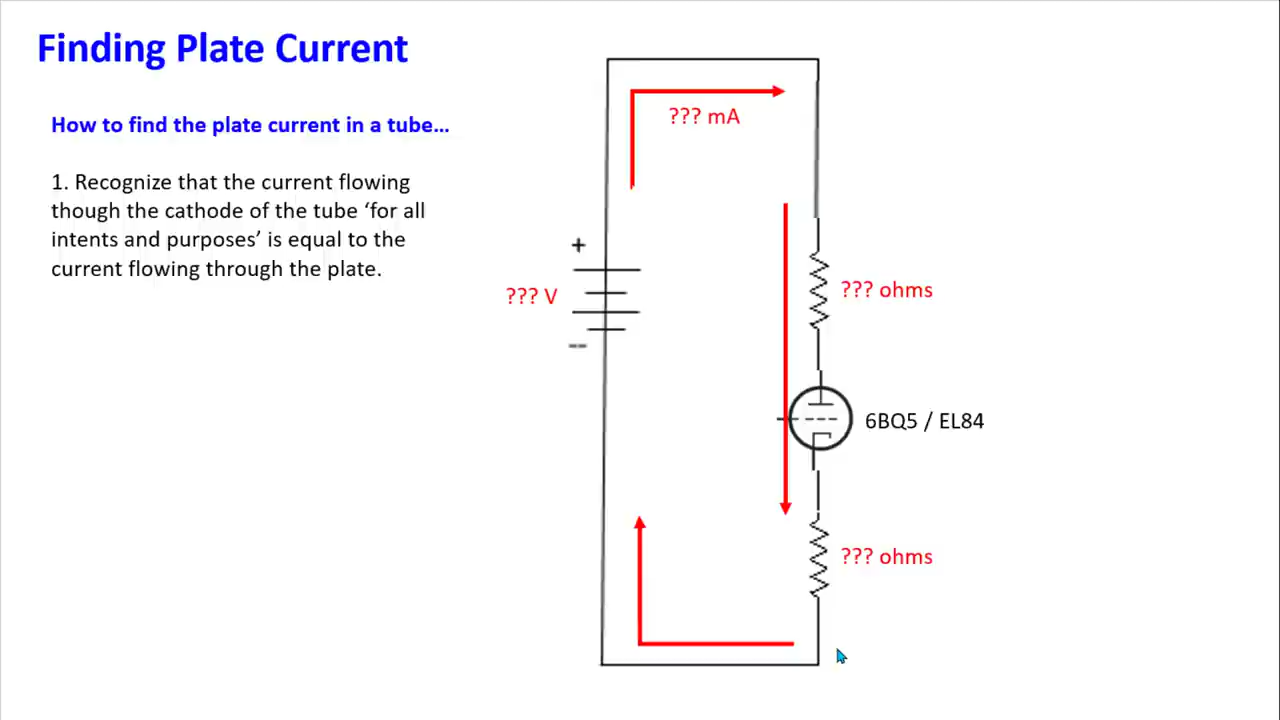 Finding Plate Current
How to find the plate current in a tube...
1. Recognize that the current flowing
though the cathode of the tube ‘for all
intents and purposes’ is equal to the
current flowing through the plate.
??? mA
+
??? V
--
??? ohms
6BQ5 / EL84
??? ohms